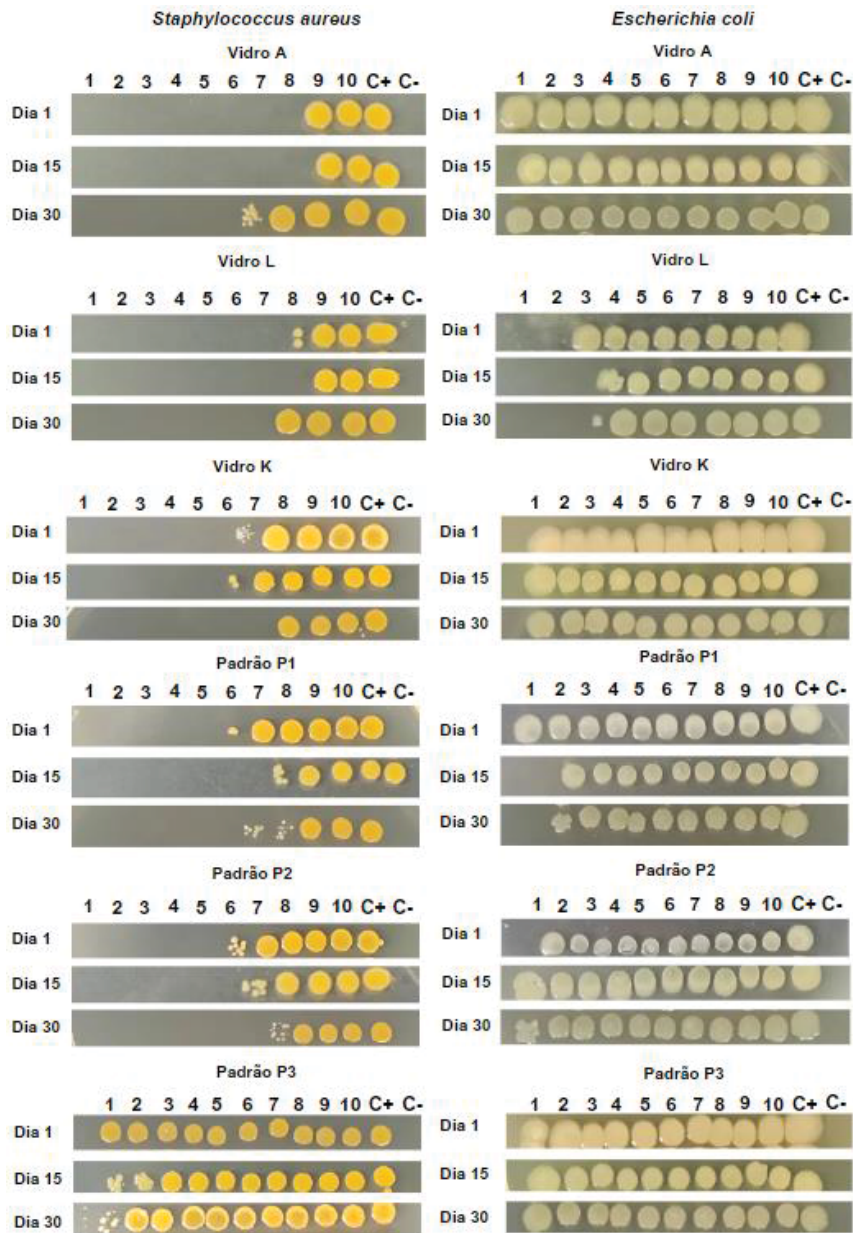 Staphylococcus aureus
Vidro A
1 2 3 4 5 6 7 8 9 10 C+ C-
Dia 1
Dia 15
Dia 30
Vidro L
1 2 3 4 5 6 7 8 9 10 C+ C-
Dia 1
Dia 15
Dia 30
Vidro K
1 2 3 4 5 6 7 8 9 10 C+ C-
Dia 1
Dia 15
Dia 30
Padrão P1
1 2 3 4 5 6 7 8 9 10 C+ C-
Dia 1
Dia 15
Dia 30
Padrão P2
1 2 3 4 5 6 7 8 9 10 C+ C-
Dia 1
Dia 15
Dia 30
Padrão P3
1 2 3 4 5 6 7 8 9 10 C+ C-
Dia 1
Dia 15
Dia 30
Escherichia coli
Vidro A
1 2 3 4 5 6 7 8 9 10 C+ C-
Dia 1
Dia 15
Dia 30
Vidro L
1 2 3 4 5 6 7 8 9 10 C+ C-
Dia 1
Dia 15
Dia 30
Vidro K
1 2 3 4 5 6 7 8 9 10 C+ C-
Dia 1
Dia 15
Dia 30
Padrão P1
1 2 3 4 5 6 7 8 9 10 C+ C-
Dia 1
Dia 15
Dia 30
Padrão P2
1 2 3 4 5 6 7 8 9 10 C+ C-
Dia 1
Dia 15
Dia 30
Padrão P3
1 2 3 4 5 6 7 8 9 10 C+ C-
Dia 1
Dia 15
Dia 30